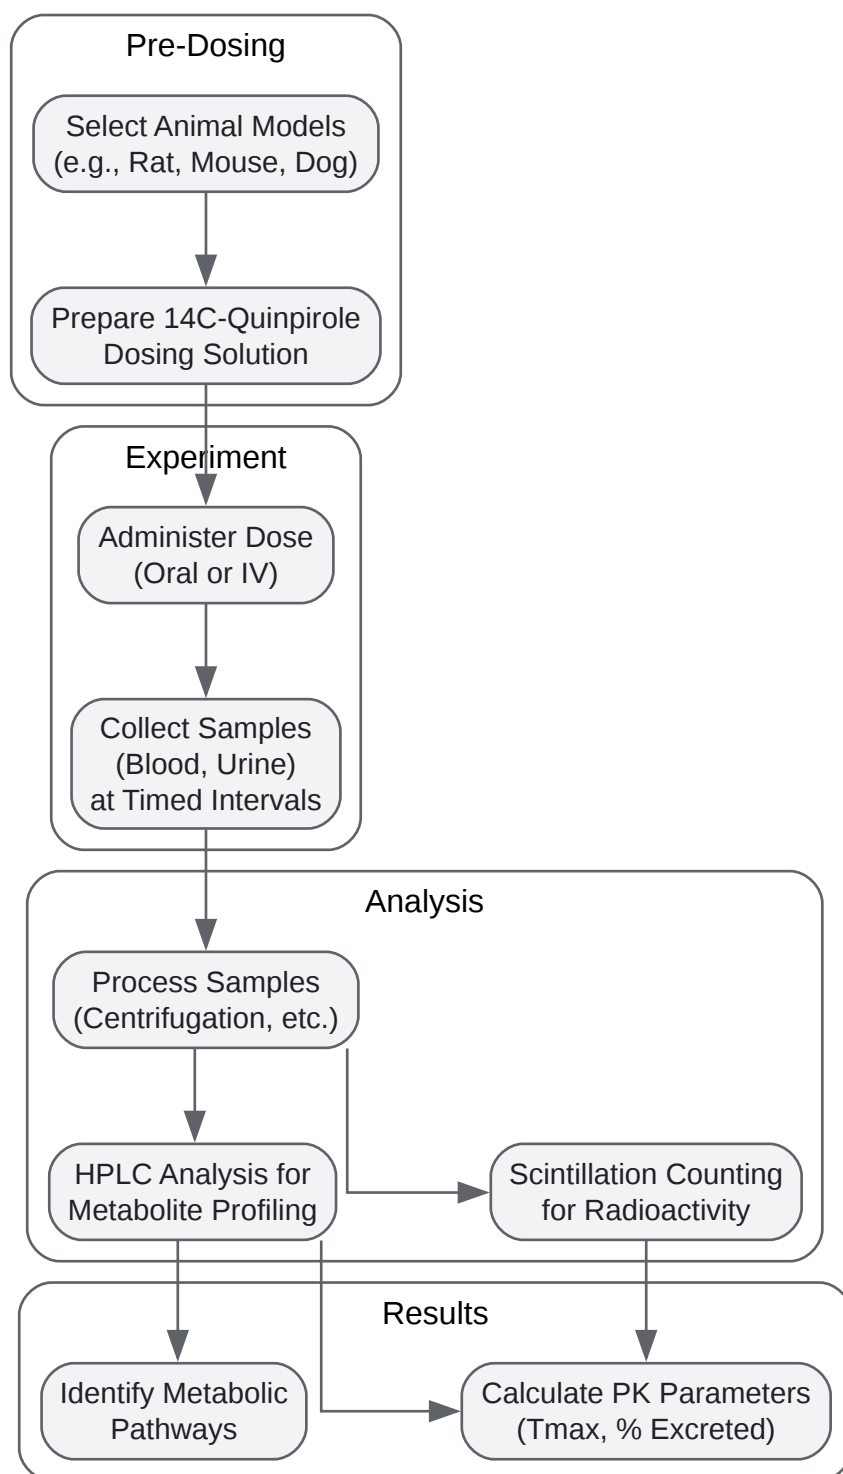 Pre-Dosing
Select Animal Models
(e.g., Rat, Mouse, Dog)
Prepare 14C-Quinpirole
Dosing Solution
Experiment
Administer Dose
(Oral or IV)
Collect Samples
(Blood, Urine)
at Timed Intervals
Analysis
Process Samples
(Centrifugation, etc.)
HPLC Analysis for
Metabolite Profiling
Scintillation Counting
for Radioactivity
Results
Identify Metabolic
Pathways
Calculate PK Parameters
(Tmax, % Excreted)